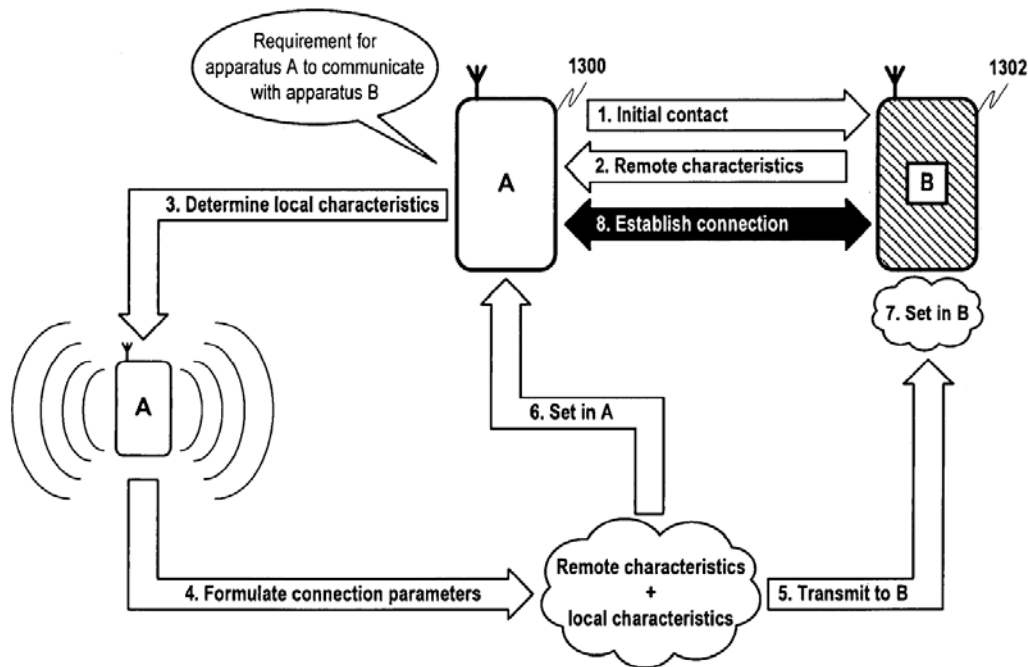 Requirement for
apparatus A to communicate
with apparatus B
1300
1302
1. Initial contact
2. Remote characteristics
A
B
3. Determine local characteristics
8. Establish connection
7. Set in B
A
6. Set in A
Remote characteristics
+
local characteristics
4. Formulate connection parameters
5. Transmit to B